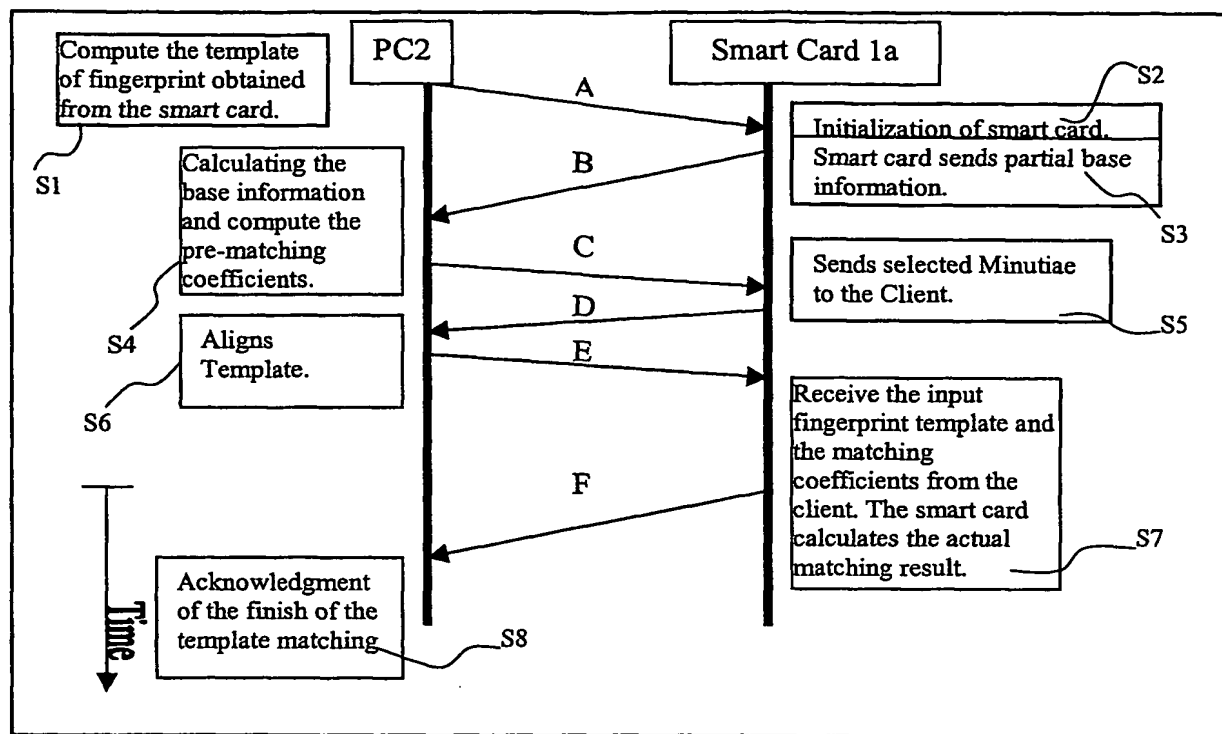 Compute the template
of fingerprint obtained
from the smart card.
S1
PC2
Smart Card 1a
A
S2
Initialization of smart card.
Smart card sends partial base
information.
S3
B
Calculating the
base information
and compute the
pre-matching
coefficients.
S4
C
Sends selected Minutiae
to the Client.
S5
D
Aligns
Template.
S6
E
Receive the input
fingerprint template and
the matching
coefficients from the
client. The smart card
calculates the actual
matching result.
S7
F
Acknowledgment
of the finish of the
template matching
S8
Time